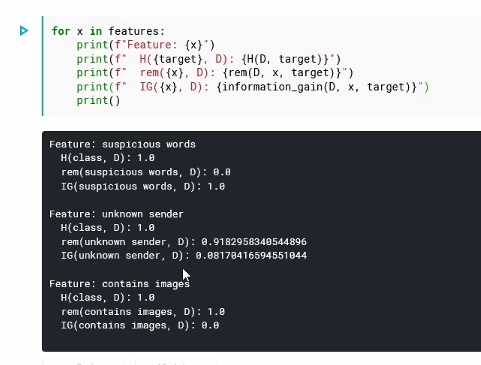 for x in features:
    print(f"Feature: {x}")
    print(f"  H({target}, D): {H(D, target)}")
    print(f"  rem({x}, D): {rem(D, x, target)}")
    print(f"  IG({x}, D): {information_gain(D, x, target)}")
    print()
Feature: suspicious words
  H(class, D): 1.0
  rem(suspicious words, D): 0.0
  IG(suspicious words, D): 1.0
Feature: unknown sender
  H(class, D): 1.0
  rem(unknown sender, D): 0.9182958340544896
  IG(unknown sender, D): 0.08170416594551044
Feature: contains images
  H(class, D): 1.0
  rem(contains images, D): 1.0
  IG(contains images, D): 0.0